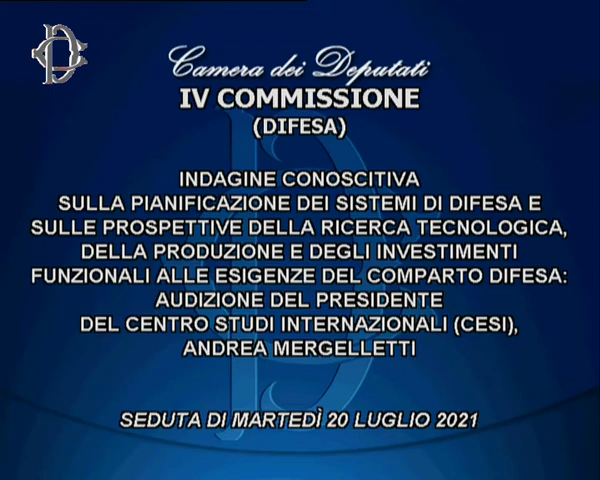 Camera dei Deputati
IV COMMISSIONE
(DIFESA)
INDAGINE CONOSCITIVA
SULLA PIANIFICAZIONE DEI SISTEMI DI DIFESA E
SULLE PROSPETTIVE DELLA RICERCA TECNOLOGICA,
DELLA PRODUZIONE E DEGLI INVESTIMENTI
FUNZIONALI ALLE ESIGENZE DEL COMPARTO DIFESA:
AUDIZIONE DEL PRESIDENTE
DEL CENTRO STUDI INTERNAZIONALI (CESI),
ANDREA MERGELLETTI
SEDUTA DI MARTEDÌ 20 LUGLIO 2021